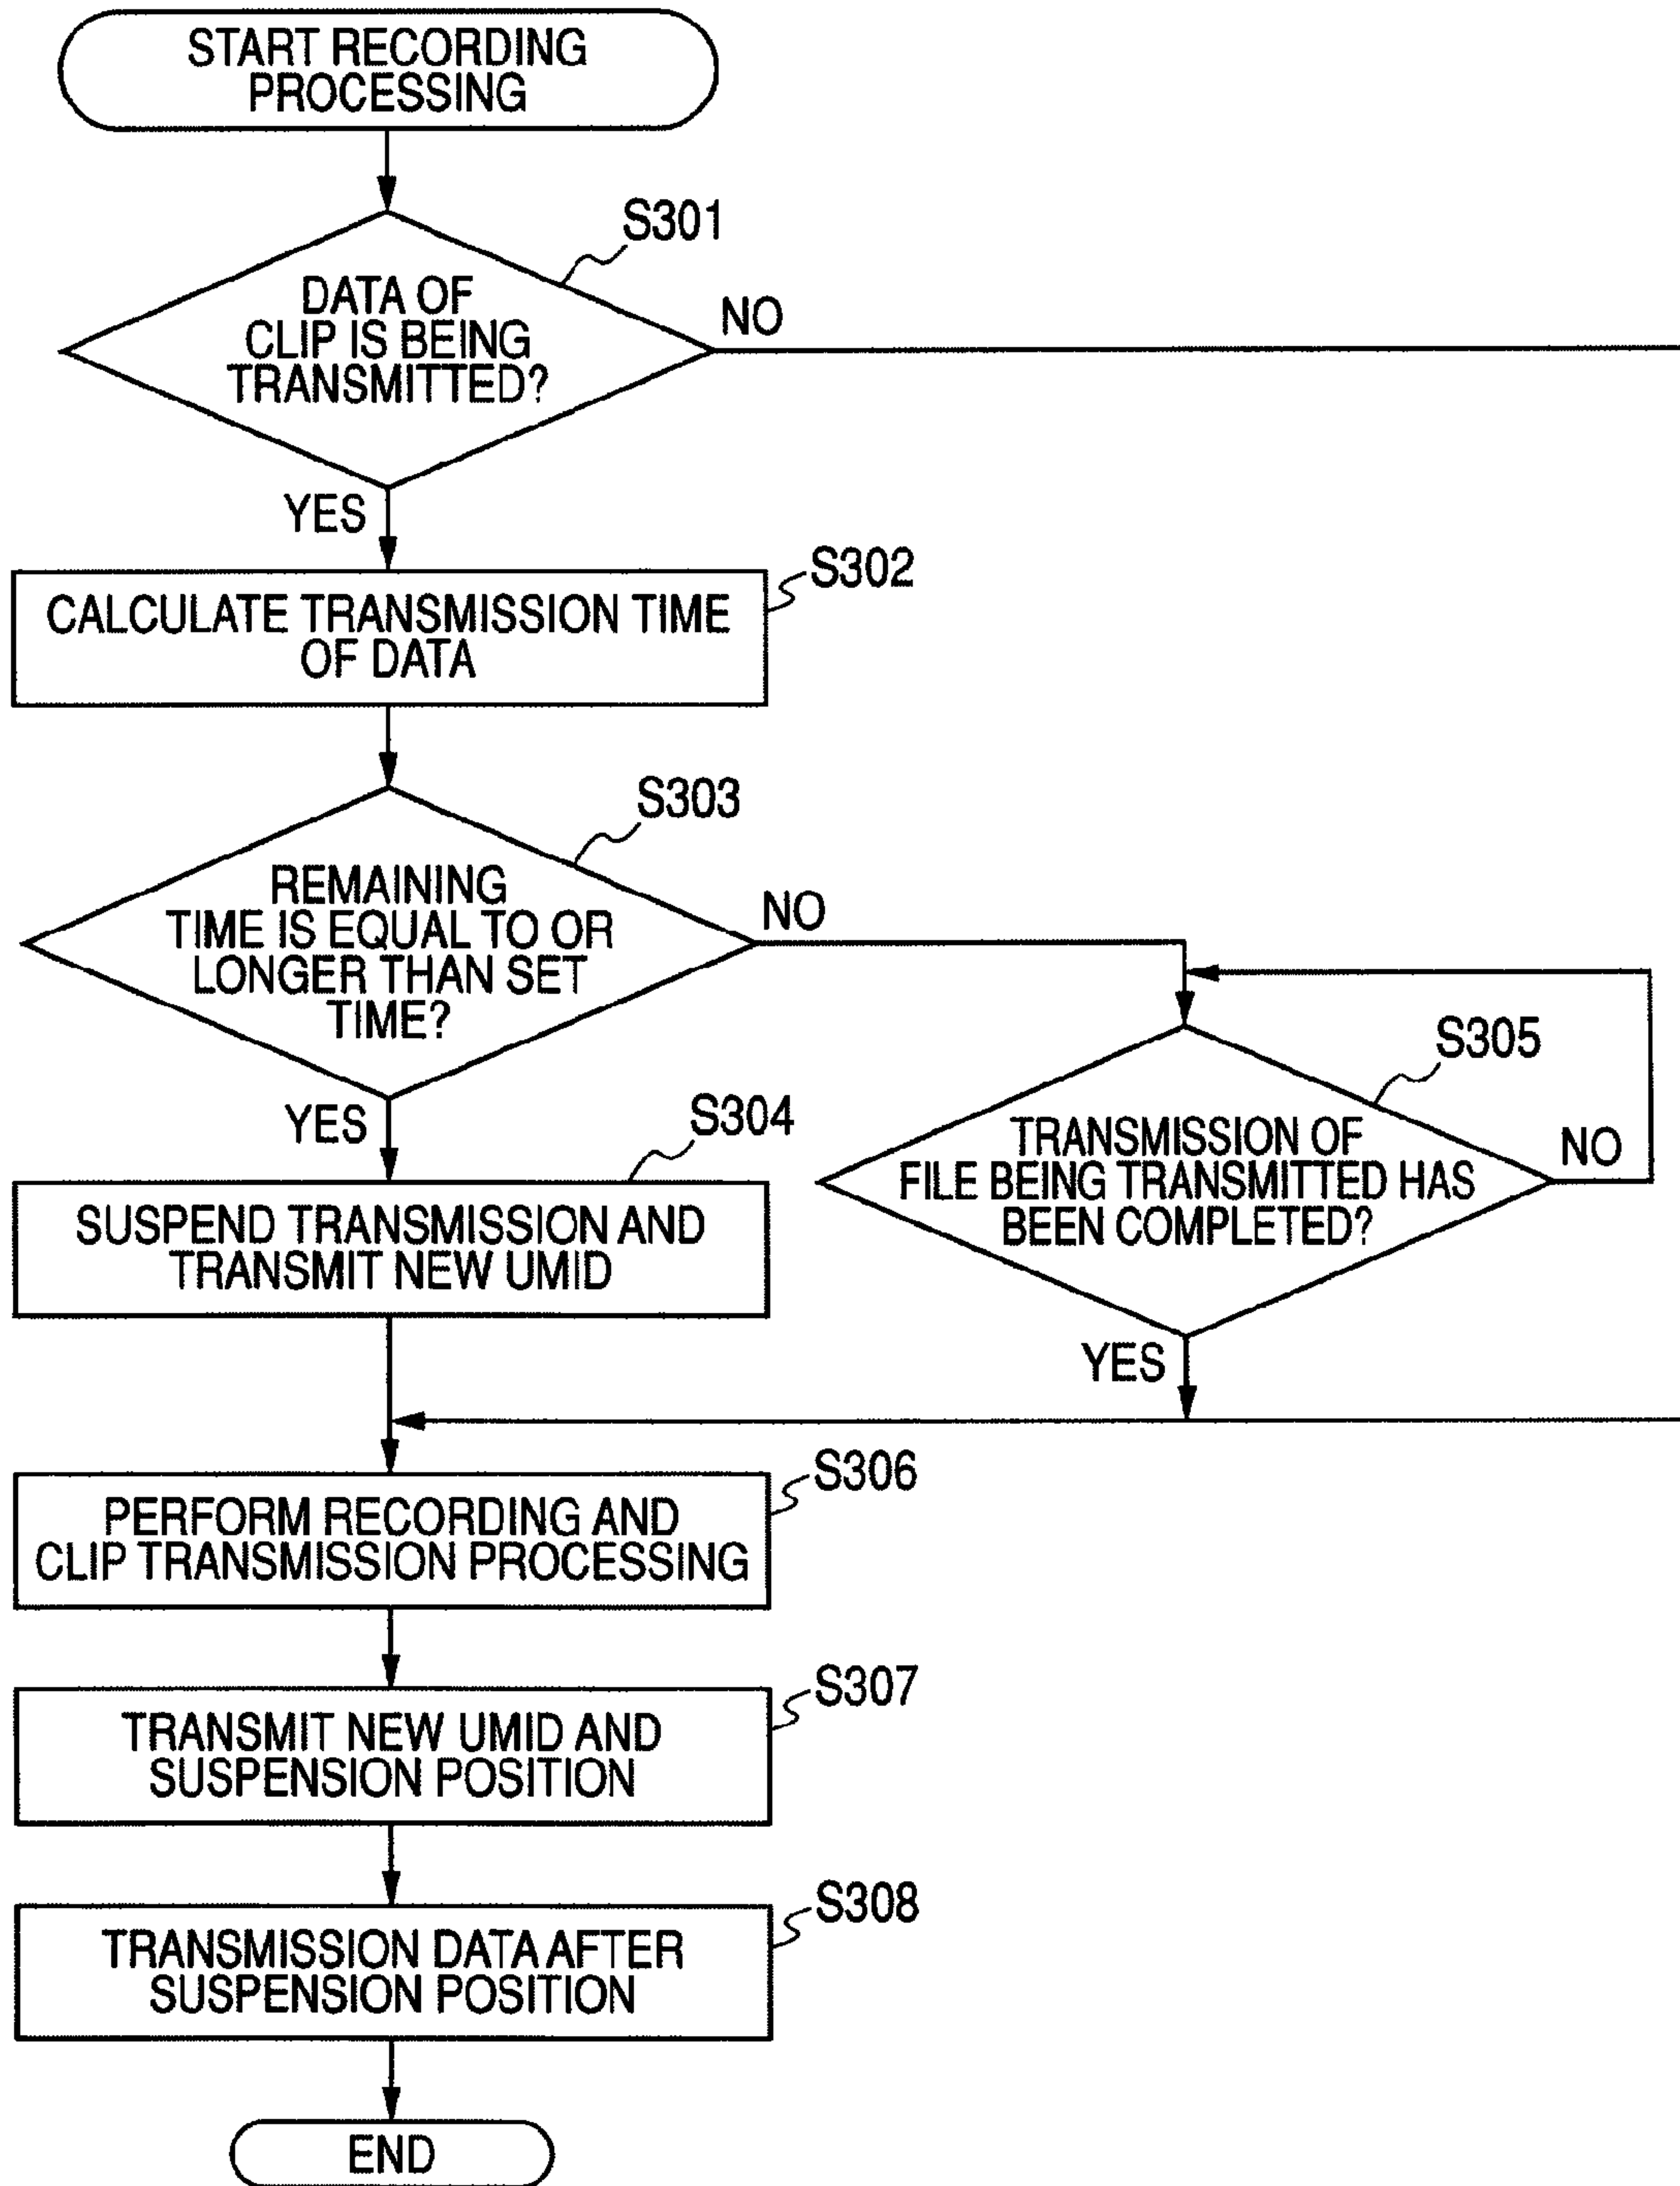 START RECORDING
PROCESSING
S301
DATA OF
CLIP IS BEING
TRANSMITTED?
NO
YES
S302
CALCULATE TRANSMISSION TIME
OF DATA
S303
REMAINING
TIME IS EQUAL TO OR
LONGER THAN SET
TIME?
NO
YES
S304
SUSPEND TRANSMISSION AND
TRANSMIT NEW UMID
S305
TRANSMISSION OF
FILE BEING TRANSMITTED HAS
BEEN COMPLETED?
NO
YES
S306
PERFORM RECORDING AND
CLIP TRANSMISSION PROCESSING
S307
TRANSMIT NEW UMID AND
SUSPENSION POSITION
S308
TRANSMISSION DATA AFTER
SUSPENSION POSITION
END